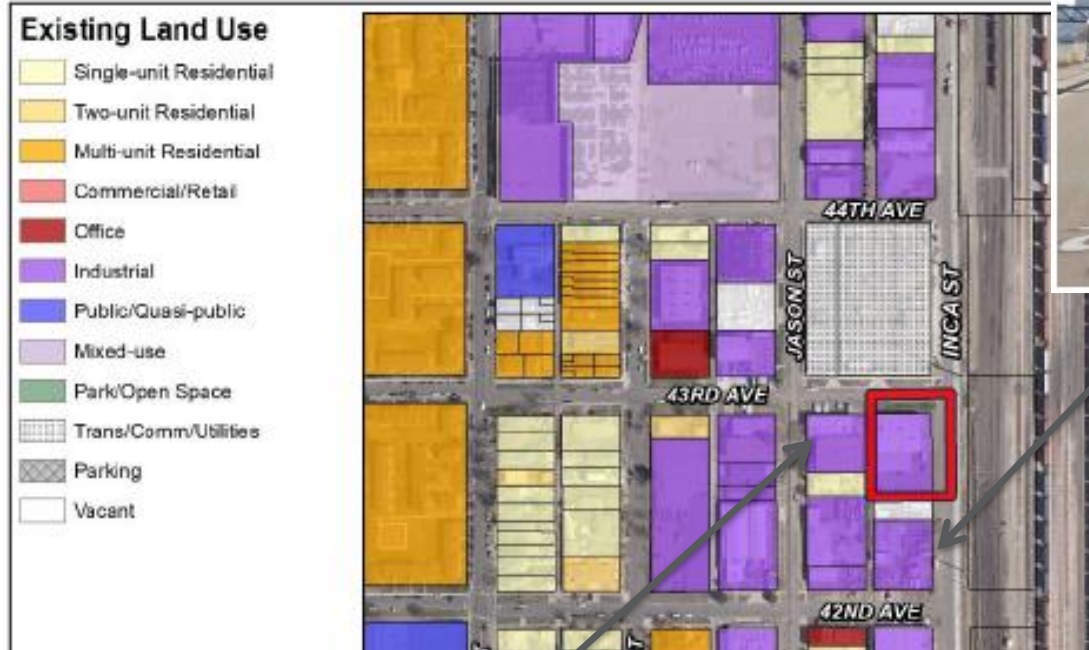 Existing Land Use
Single-unit Residential
Two-unit Residential
Multi-unit Residential
Commercial/Retail
Office
Industrial
Public/Quasi-public
Mixed-use
Park/Open Space
Trans/Comm/Utilities
Parking
Vacant
44TH AVE
JASON ST
INCA ST
43RD AVE
42ND AVE